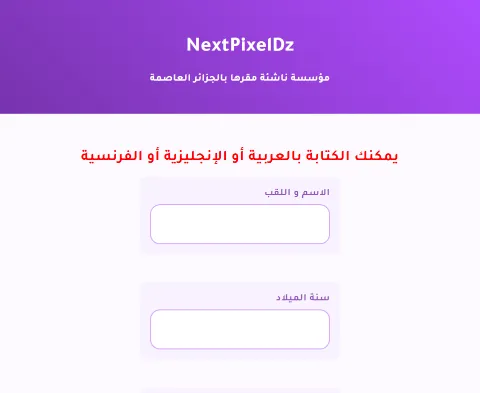 NextPixelDz
مؤسسة ناشئة مقرها بالجزائر العاصمة
يمكنك الكتابة بالعربية أو الإنجليزية أو الفرنسية
الاسم و اللقب
سنة الميلاد